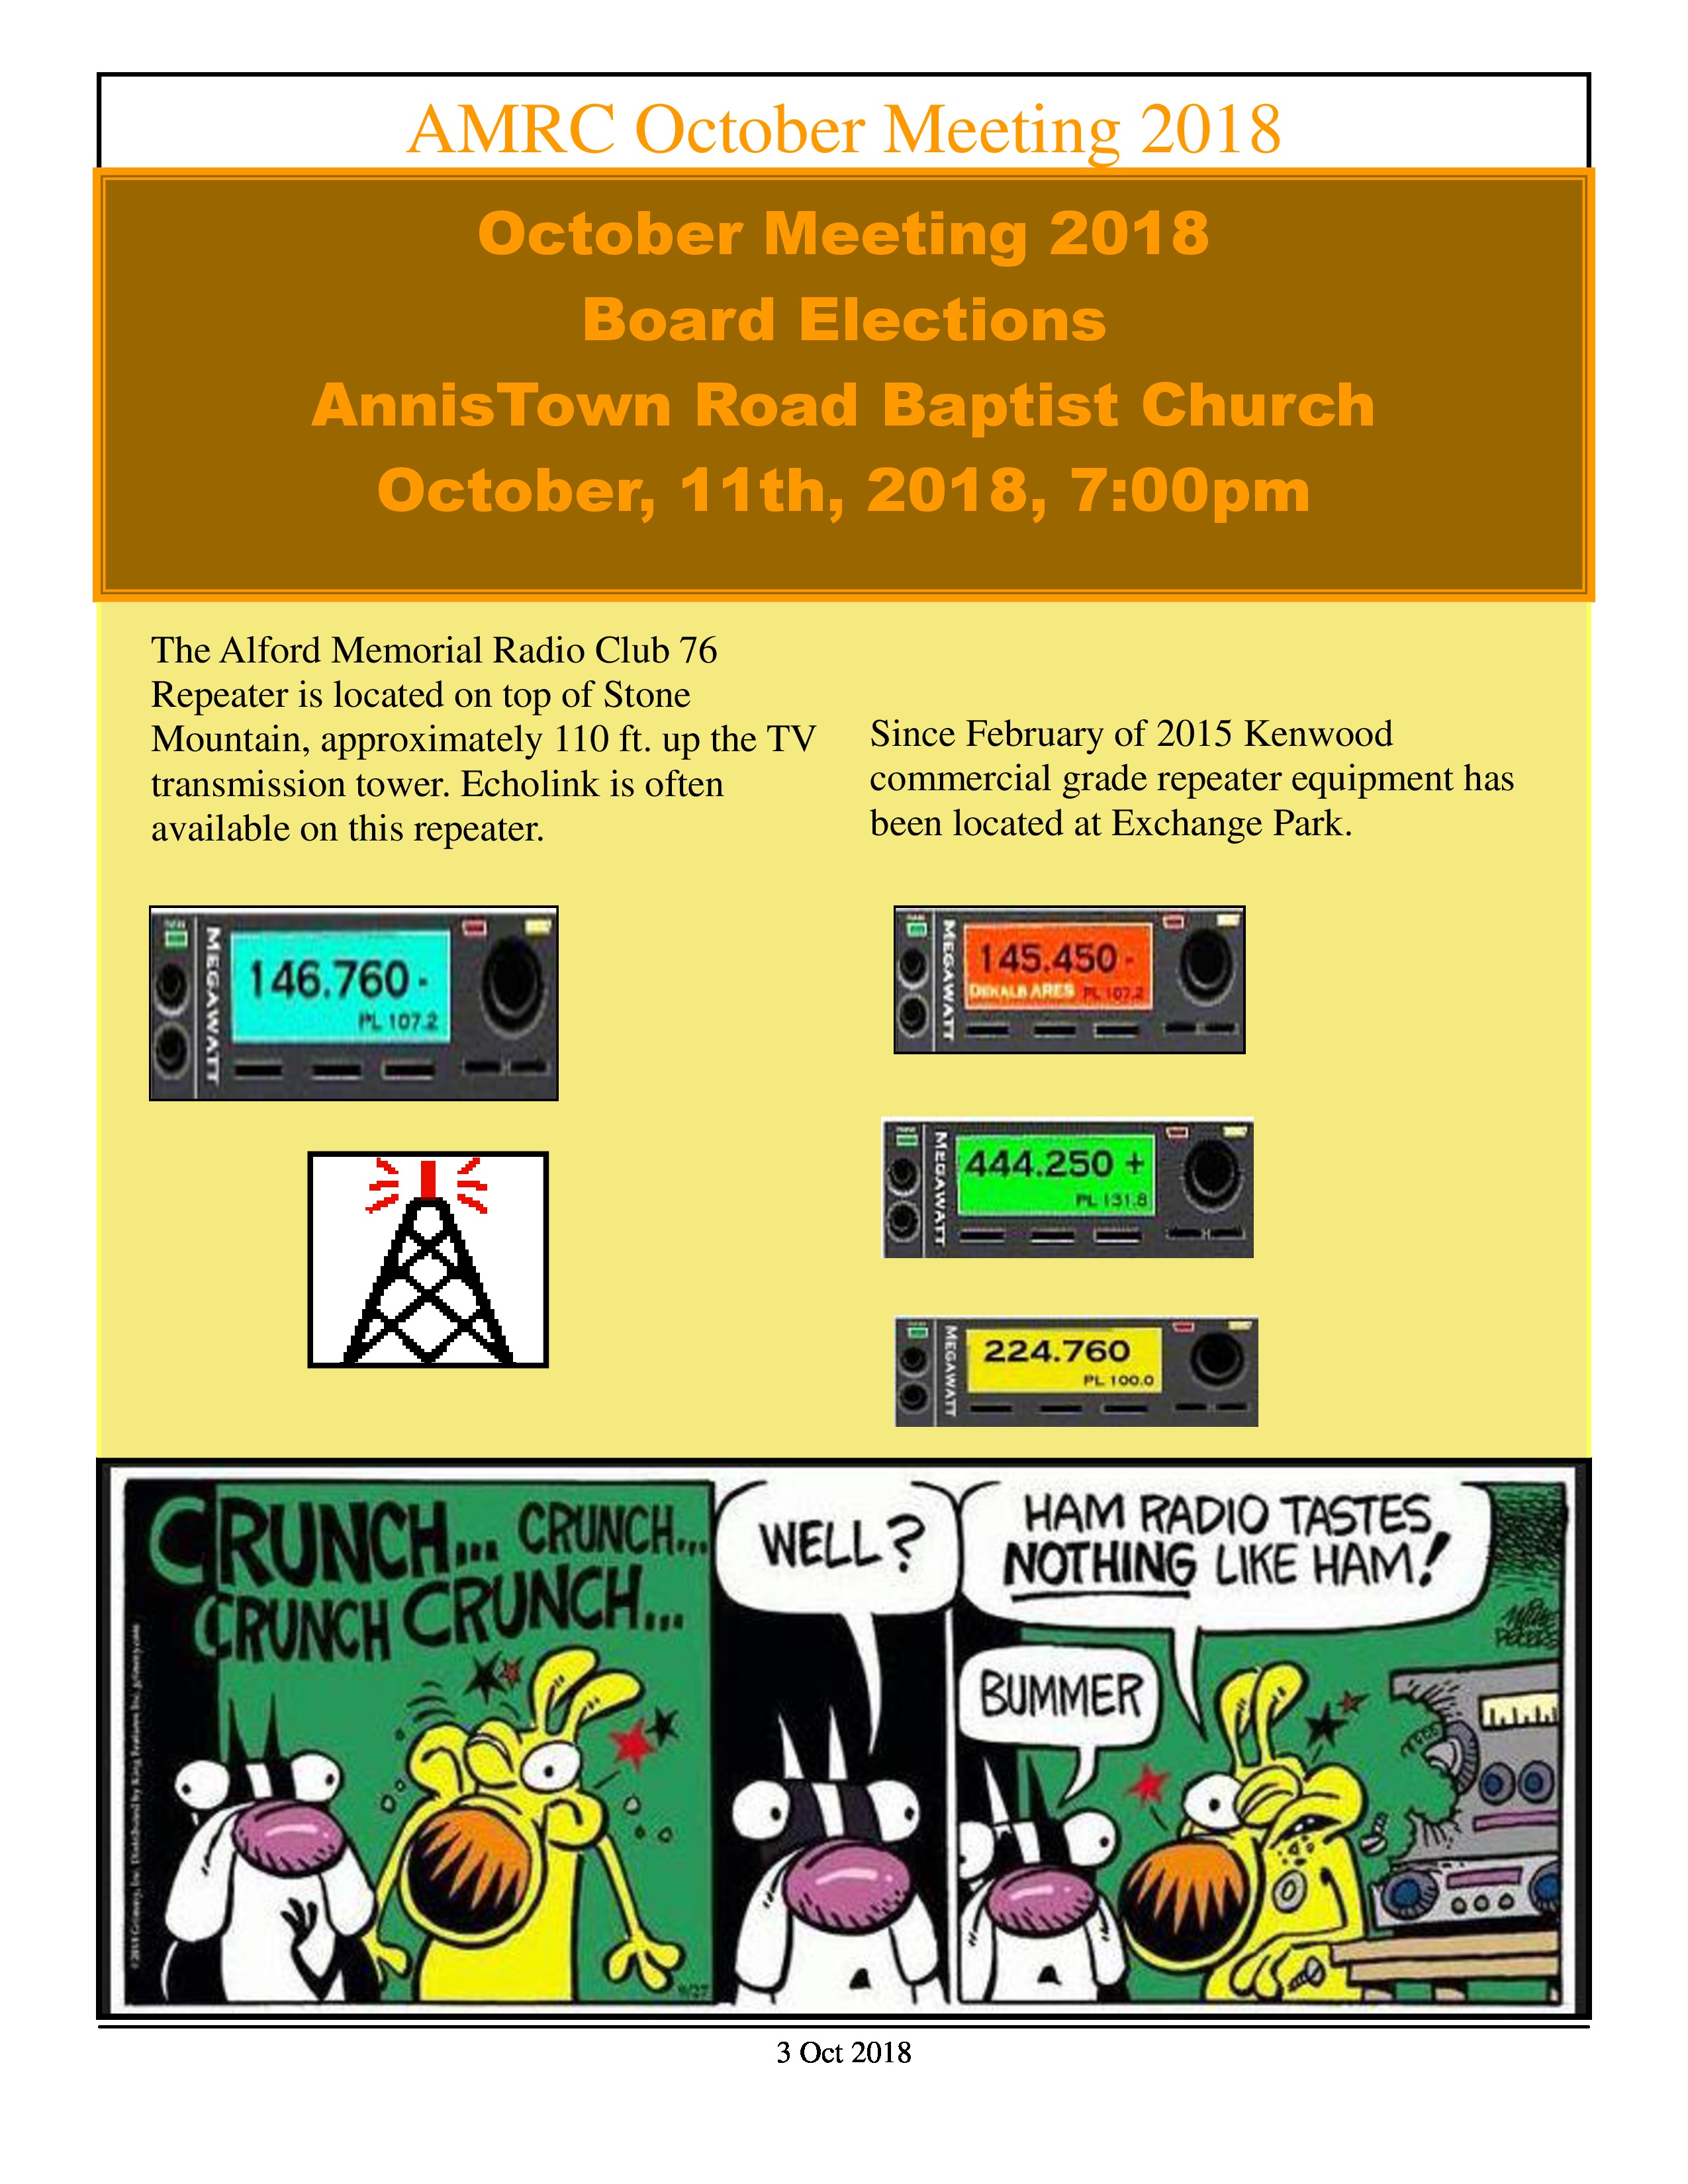 AMRC October Meeting 2018
October Meeting 2018
Board Elections
AnnisTown Road Baptist Church
October, 11th, 2018, 7:00pm
The Alford Memorial Radio Club 76
Repeater is located on top of Stone
Mountain, approximately 110 ft. up the TV
transmission tower. Echolink is often
available on this repeater.
Since February of 2015 Kenwood
commercial grade repeater equipment has
been located at Exchange Park.
MEGAWATT
146.760 -
PL 107.2
MEGAWATT
145.450 -
DEKALB ARES PL 107.2
MEGAWATT
444.250 +
PL 131.8
MEGAWATT
224.760
PL 100.0
CRUNCH... CRUNCH...
CRUNCH CRUNCH...
WELL?
HAM RADIO TASTES
NOTHING LIKE HAM!
BUMMER
MIKE
PETERS
9/27
3 Oct 2018